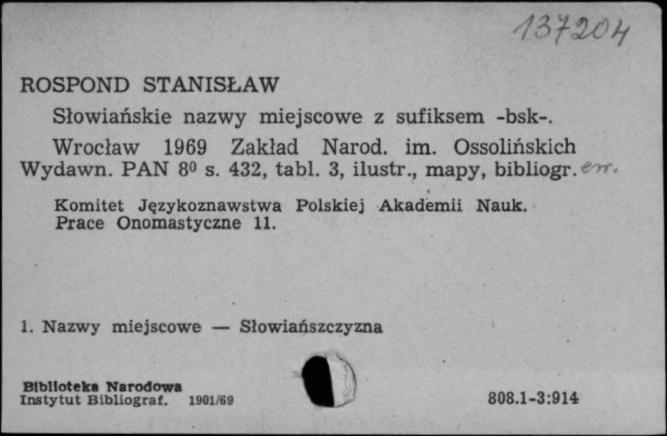 137204
ROSPOND STANISŁAW
Słowiańskie nazwy miejscowe z sufiksem -bsk-.
Wrocław 1969 Zakład Narod. im. Ossolińskich
Wydawn. PAN 8⁰ s. 432, tabl. 3, ilustr., mapy, bibliogr.
Komitet Językoznawstwa Polskiej Akademii Nauk.
Prace Onomastyczne 11.
1. Nazwy miejscowe — Słowiańszczyzna
Biblioteka Narodowa
Instytut Bibliograf. 1901/69
808.1-3:914